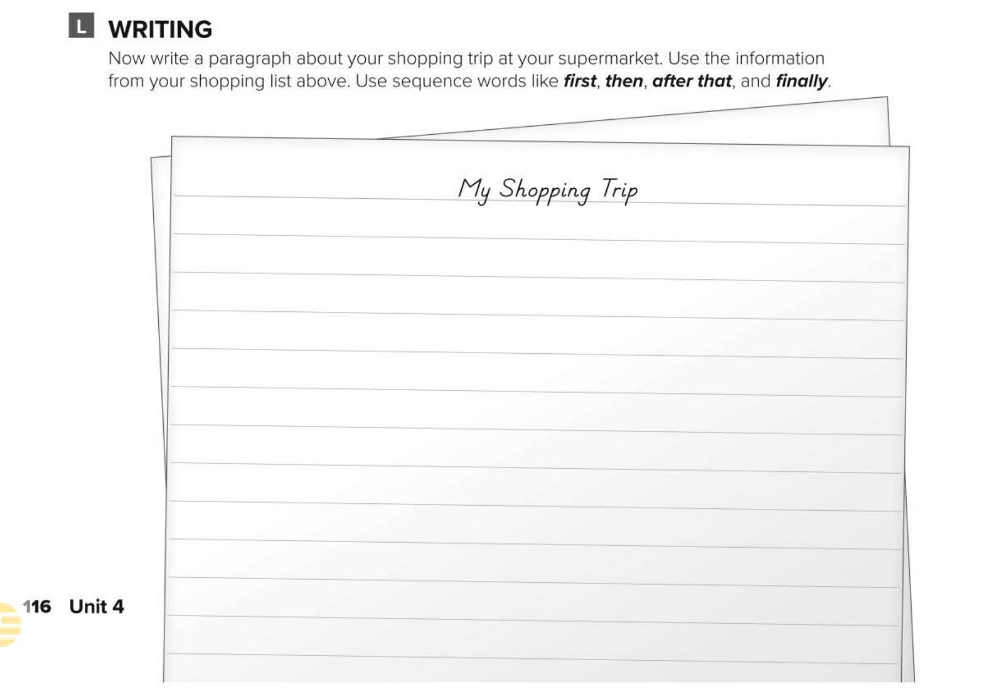 L WRITING
Now write a paragraph about your shopping trip at your supermarket. Use the information
from your shopping list above. Use sequence words like first, then, after that, and finally.
My Shopping Trip
116 Unit 4